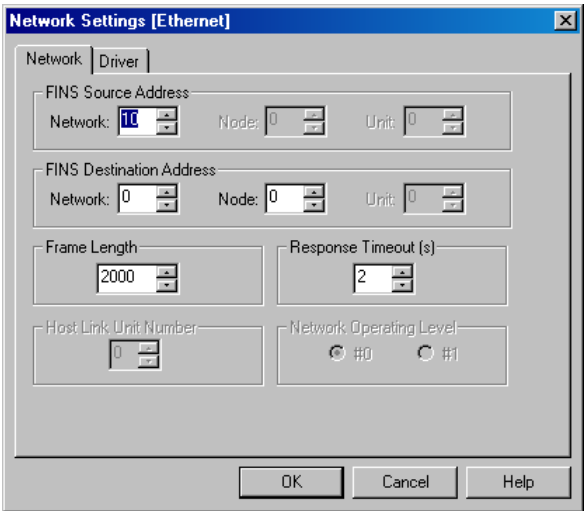 Network Settings [Ethernet]
Network Driver
FINS Source Address
Network: 10 Node: 0 Unit: 0
FINS Destination Address
Network: 0 Node: 0 Unit: 0
Frame Length Response Timeout (s)
2000 2
Host Link Unit Number Network Operating Level
0 #0 #1
OK Cancel Help